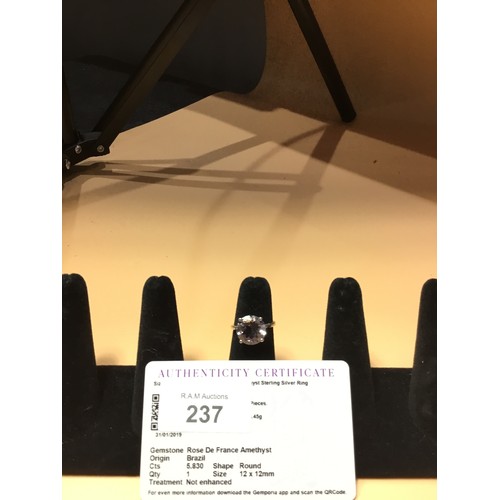 AUTHENTICITY CERTIFICATE
Siz yst Sterling Silver Ring
R.A.M Auctions
Pieces
237
.45g
31/01/2019
Gemstone Rose De France Amethyst
Origin Brazil
Cts 5.830 Shape Round
Qty 1 Size 12 x 12mm
Treatment Not enhanced
For even more information download the Gemporia app and scan the QRCode